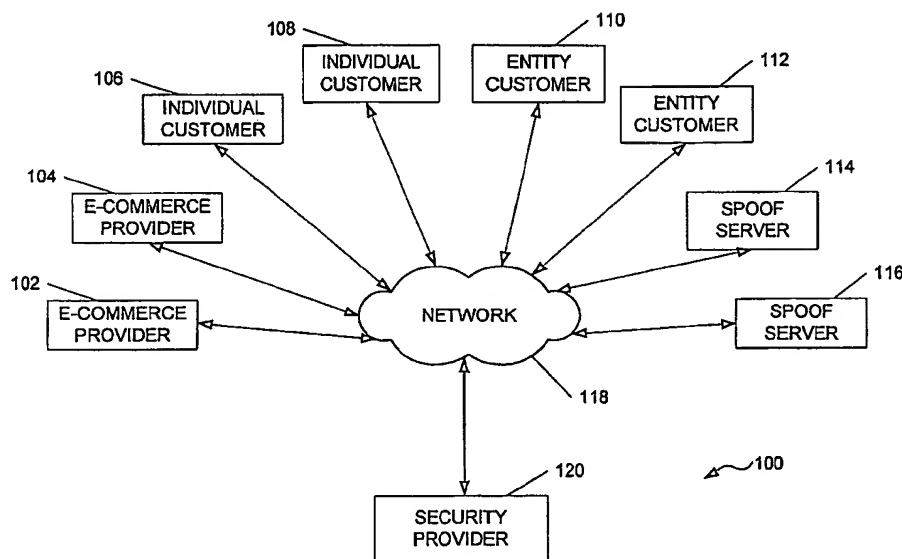 110
108
INDIVIDUAL
CUSTOMER
ENTITY
CUSTOMER
112
106
INDIVIDUAL
CUSTOMER
ENTITY
CUSTOMER
104
E-COMMERCE
PROVIDER
114
SPOOF
SERVER
102
E-COMMERCE
PROVIDER
NETWORK
116
SPOOF
SERVER
118
100
120
SECURITY
PROVIDER